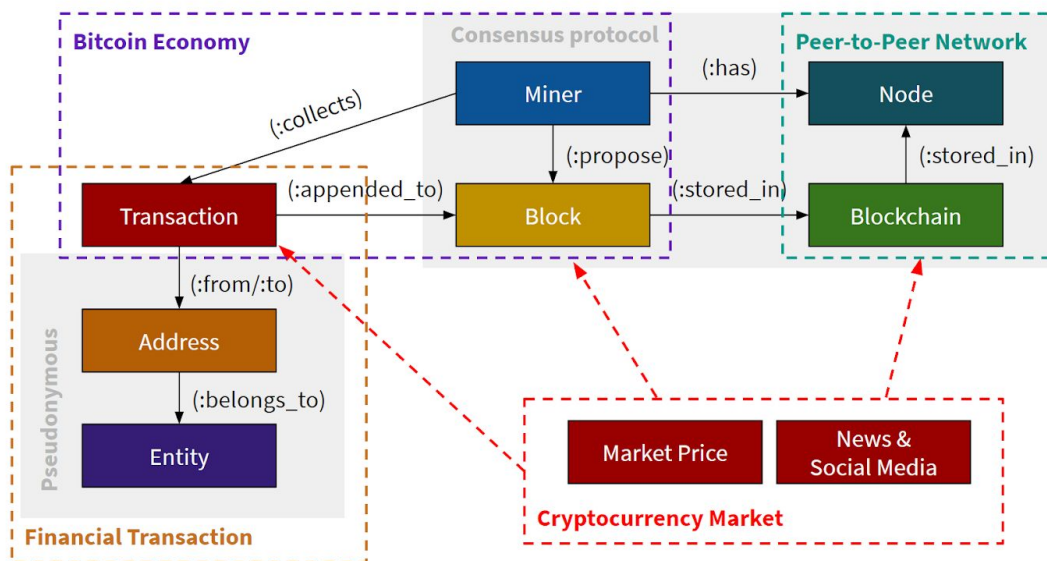 Bitcoin Economy
Consensus protocol
Peer-to-Peer Network
Miner
(:has)
Node
(:collects)
(:propose)
(:stored_in)
Transaction
(:appended_to)
Block
(:stored_in)
Blockchain
(:from/:to)
Pseudonymous
Address
(:belongs_to)
Entity
Market Price
News &
Social Media
Financial Transaction
Cryptocurrency Market